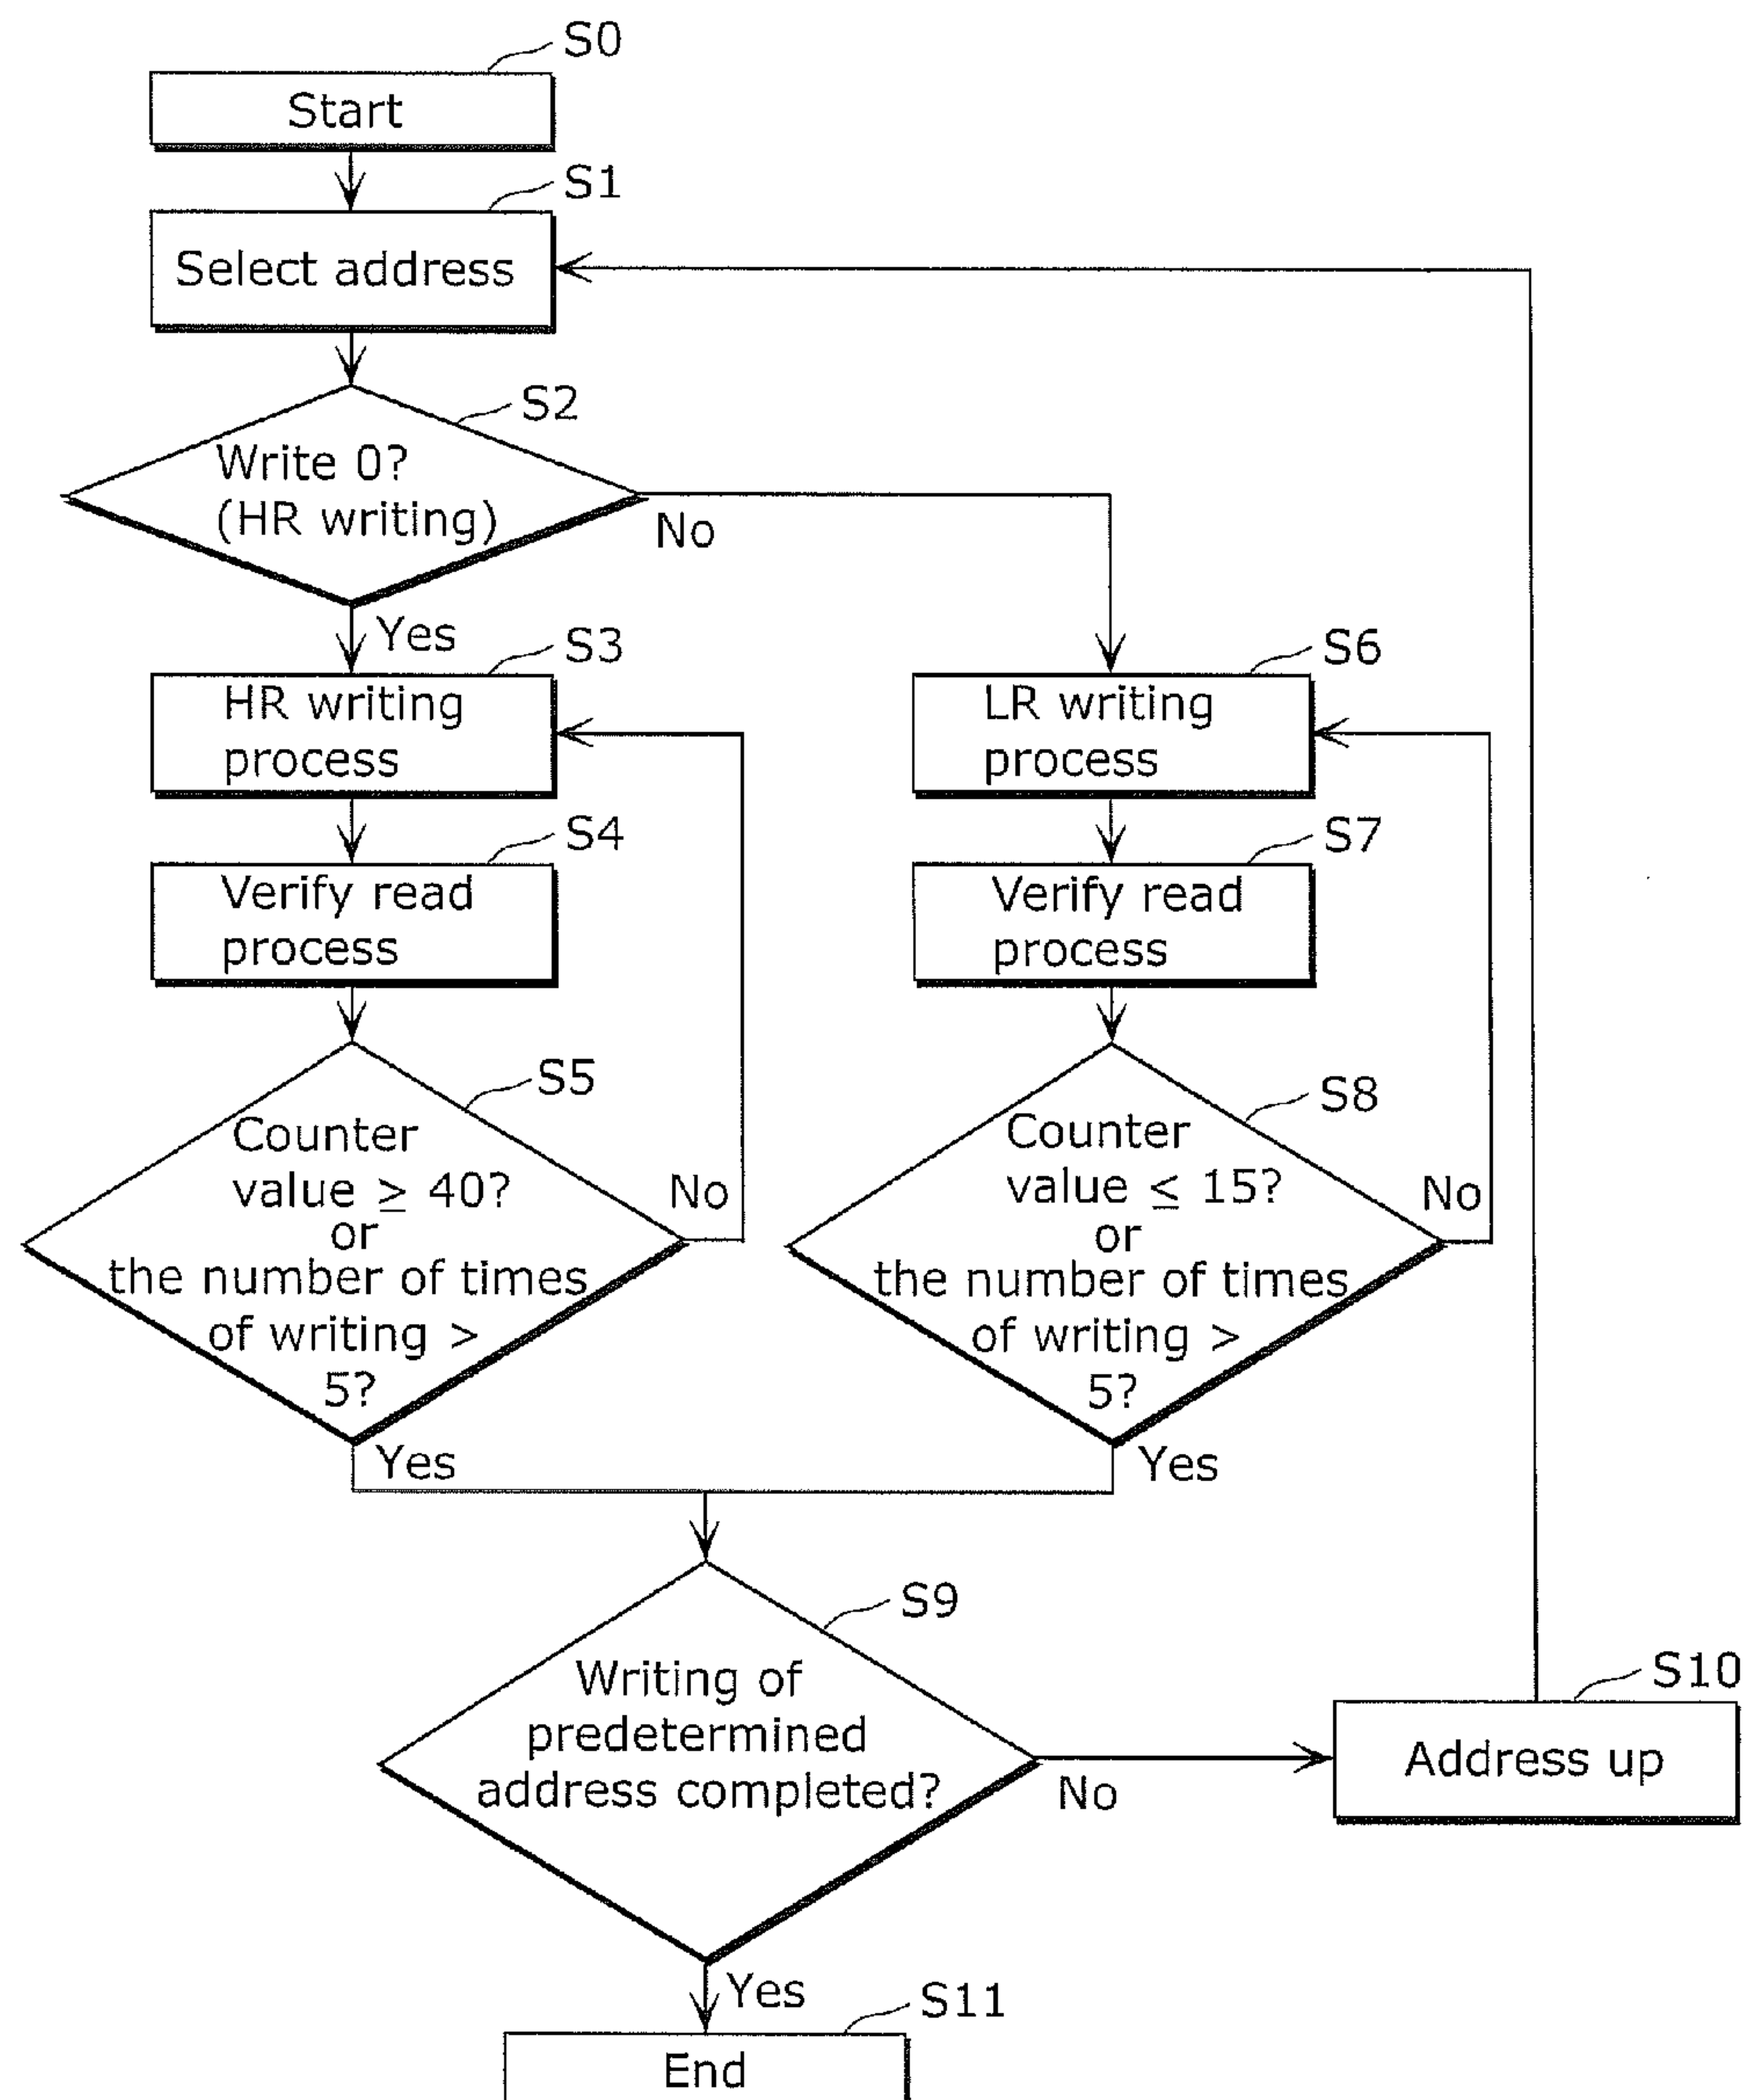 S0
Start
S1
Select address
S2
Write 0?
(HR writing)
No
Yes
S3
HR writing
process
S6
LR writing
process
S4
Verify read
process
S7
Verify read
process
S5
Counter
value ≥ 40?
or
the number of times
of writing >
5?
No
Yes
S8
Counter
value ≤ 15?
or
the number of times
of writing >
5?
No
Yes
S9
Writing of
predetermined
address completed?
No
S10
Address up
Yes
S11
End